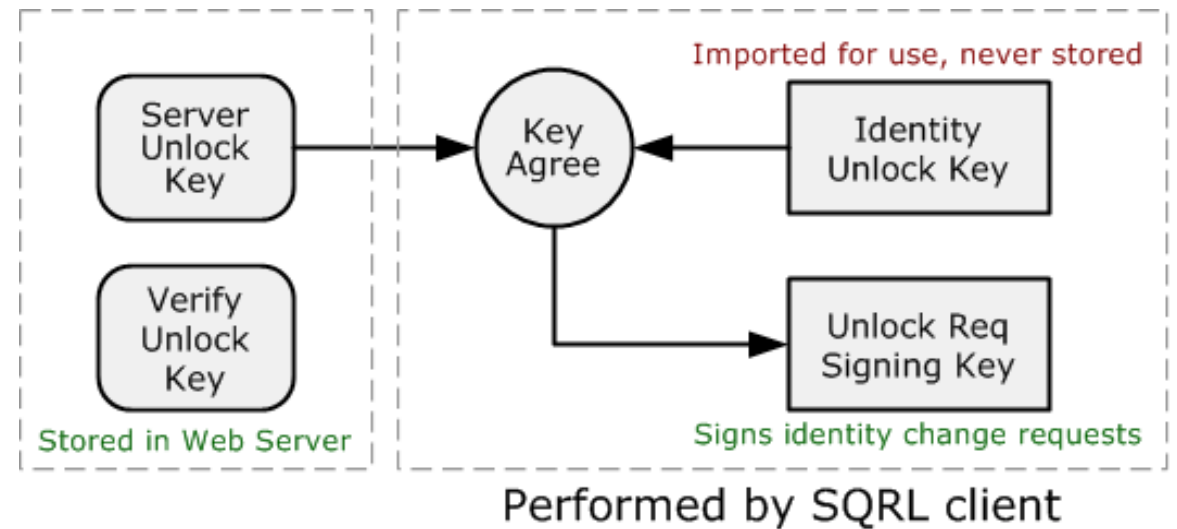 Imported for use, never stored
Server
Unlock
Key
Key
Agree
Identity
Unlock Key
Verify
Unlock
Key
Unlock Req
Signing Key
Stored in Web Server
Signs identity change requests
Performed by SQRL client